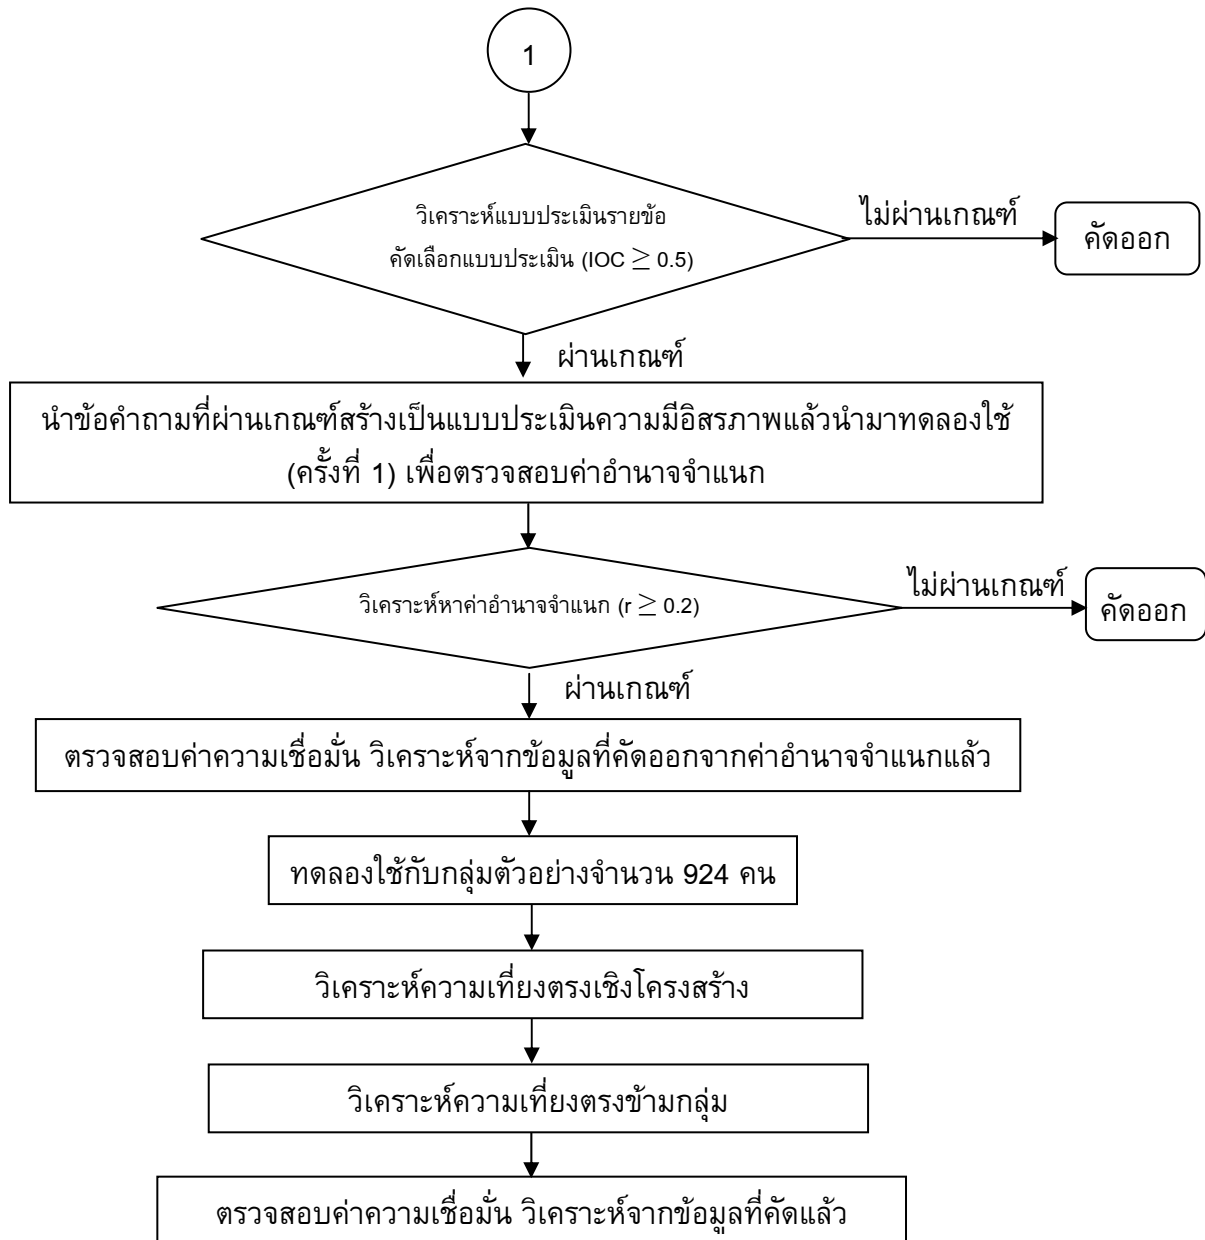 1
วิเคราะห์แบบประเมินรายข้อ
คัดเลือกแบบประเมิน (IOC ≥ 0.5)
ไม่ผ่านเกณฑ์
คัดออก
ผ่านเกณฑ์
นำข้อคำถามที่ผ่านเกณฑ์สร้างเป็นแบบประเมินความมีอิสรภาพแล้วนำมาทดลองใช้
(ครั้งที่ 1) เพื่อตรวจสอบค่าอำนาจจำแนก
วิเคราะห์หาค่าอำนาจจำแนก (r ≥ 0.2)
ไม่ผ่านเกณฑ์
คัดออก
ผ่านเกณฑ์
ตรวจสอบค่าความเชื่อมั่น วิเคราะห์จากข้อมูลที่คัดออกจากค่าอำนาจจำแนกแล้ว
ทดลองใช้กับกลุ่มตัวอย่างจำนวน 924 คน
วิเคราะห์ความเที่ยงตรงเชิงโครงสร้าง
วิเคราะห์ความเที่ยงตรงข้ามกลุ่ม
ตรวจสอบค่าความเชื่อมั่น วิเคราะห์จากข้อมูลที่คัดแล้ว